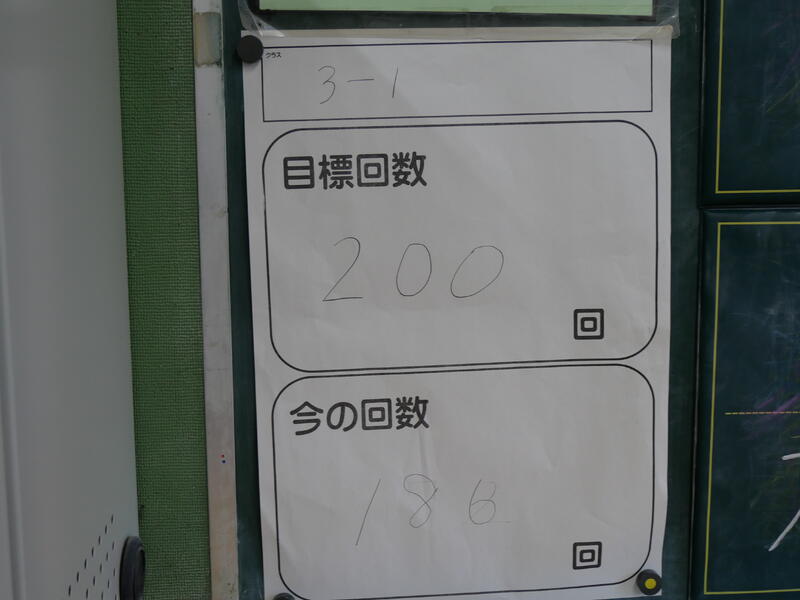 クラス
3-1
目標回数
200
回
今の回数
186
回